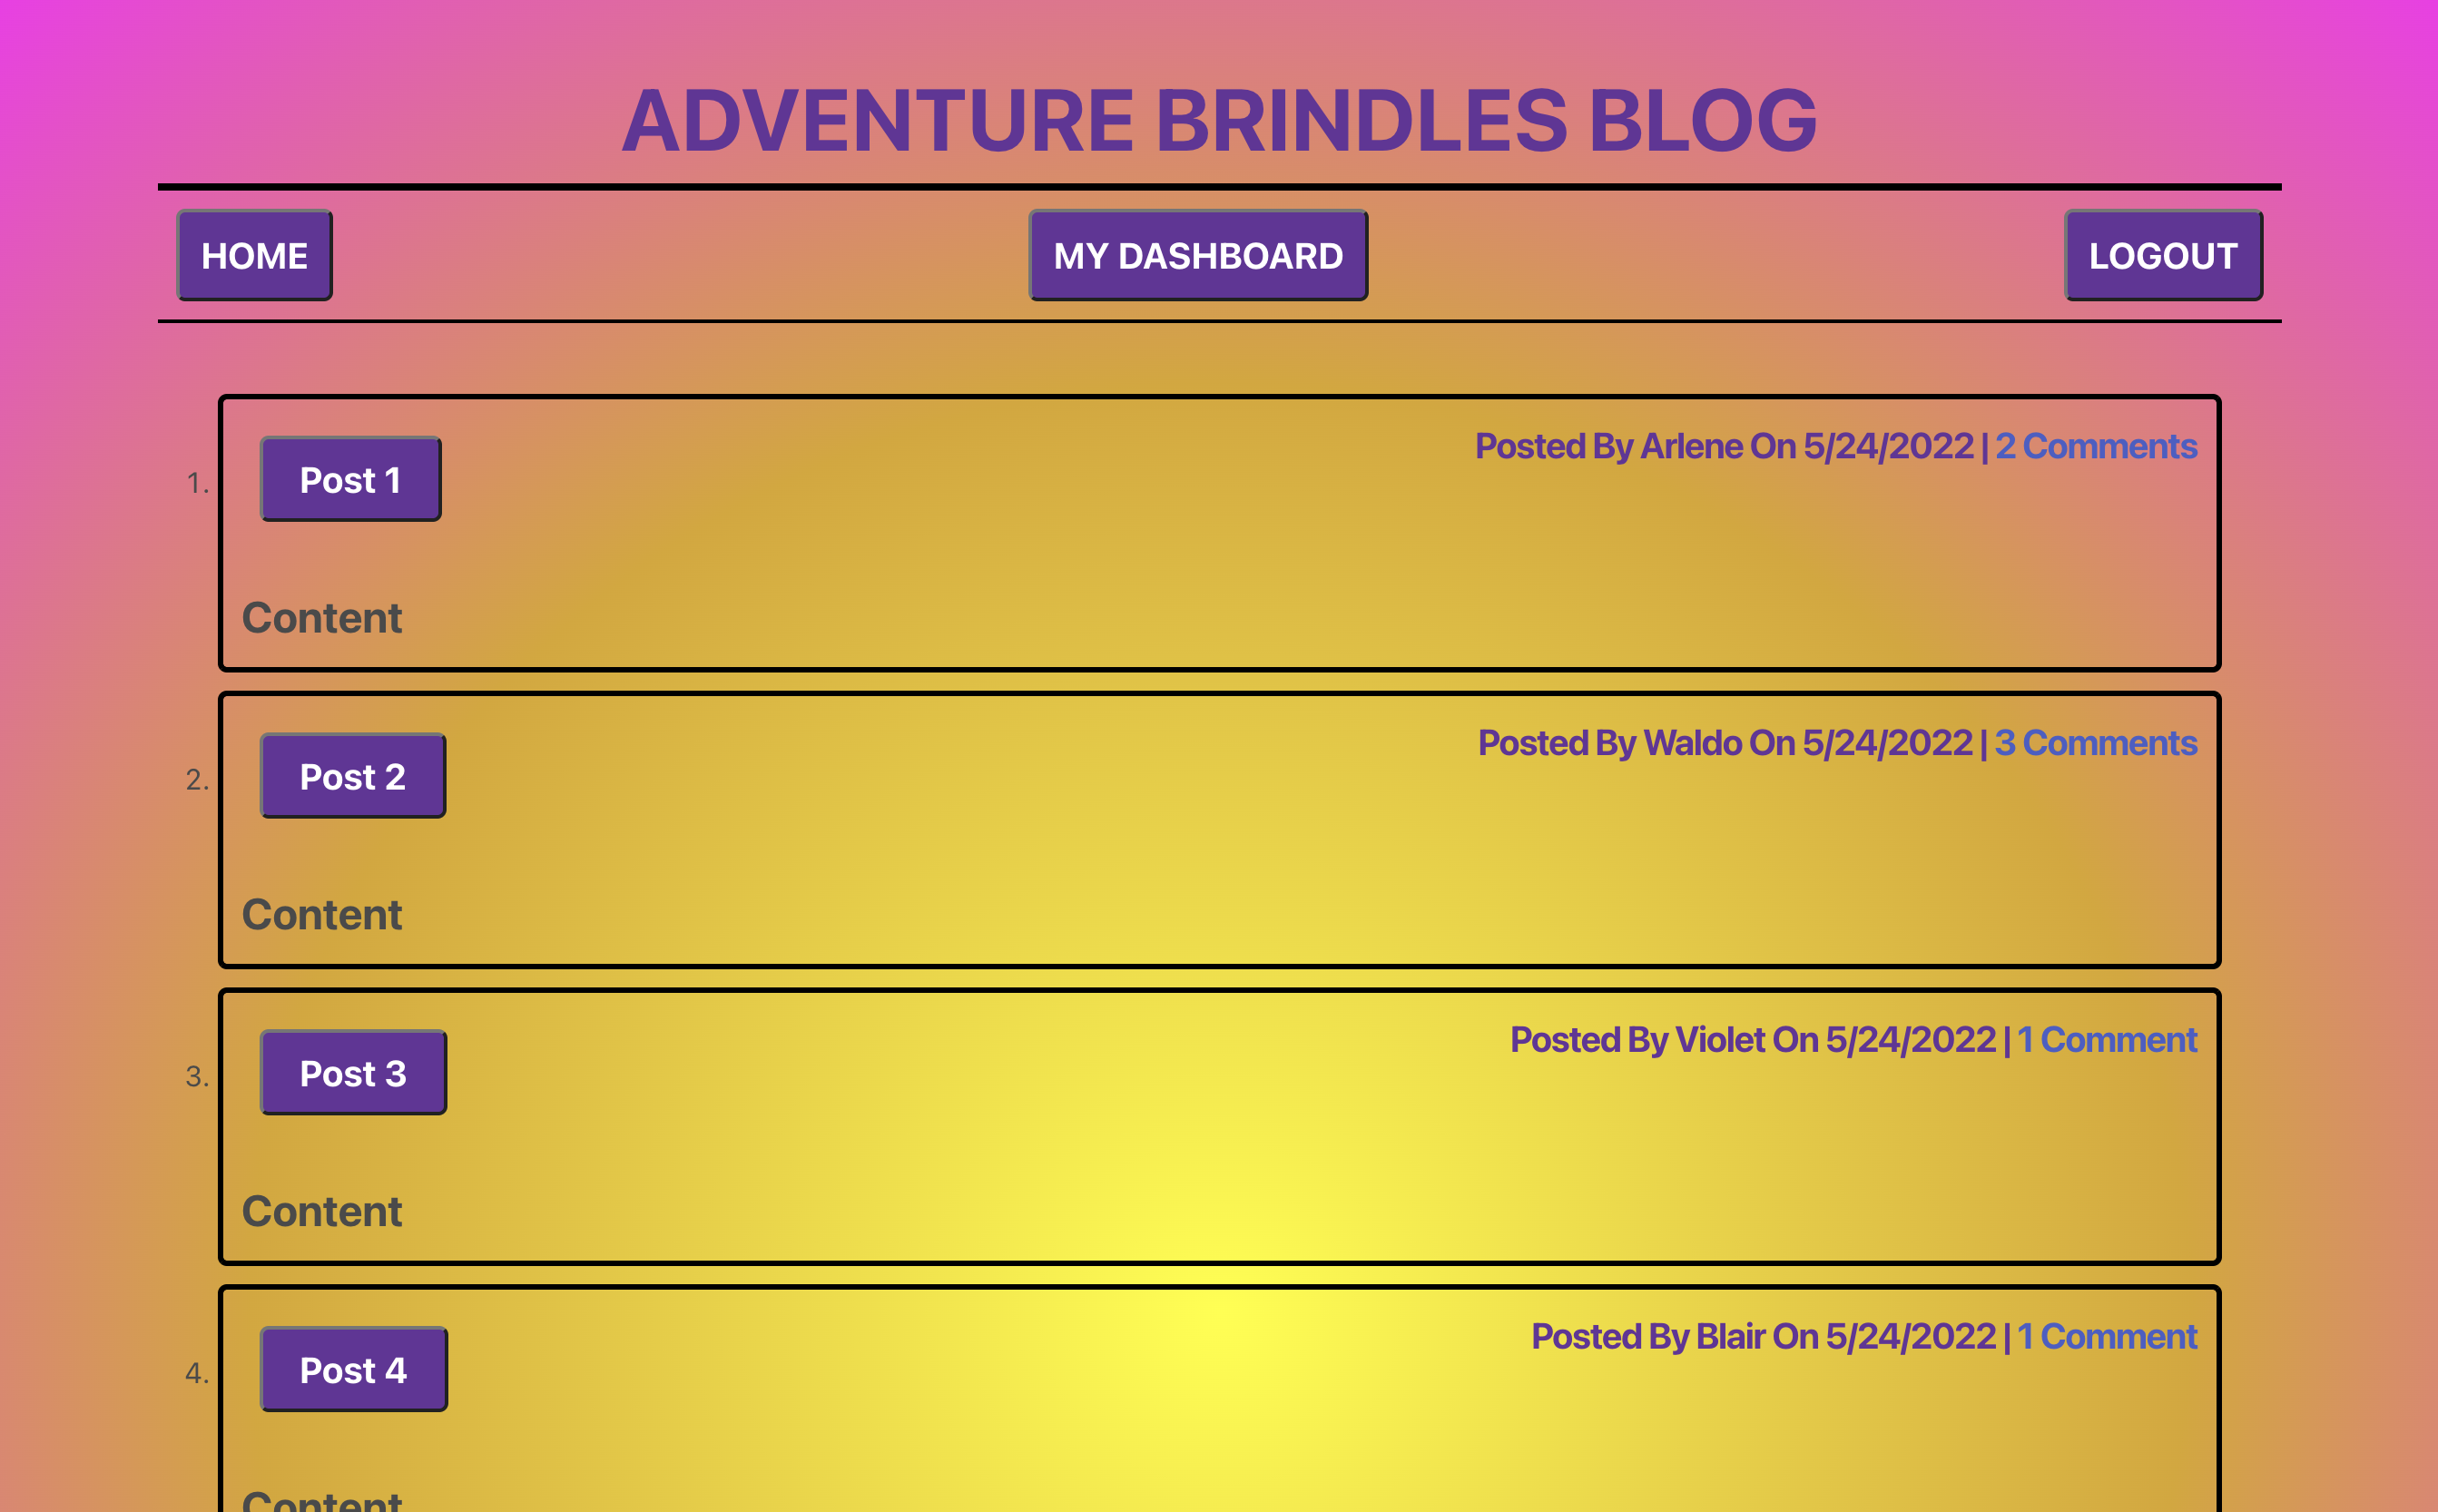 ADVENTURE BRINDLES BLOG
HOME MY DASHBOARD LOGOUT
Posted By Arlene On 5/24/2022 | 2 Comments
1. Post 1
Content
Posted By Waldo On 5/24/2022 | 3 Comments
2. Post 2
Content
Posted By Violet On 5/24/2022 | 1 Comment
3. Post 3
Content
Posted By Blair On 5/24/2022 | 1 Comment
4. Post 4
Content